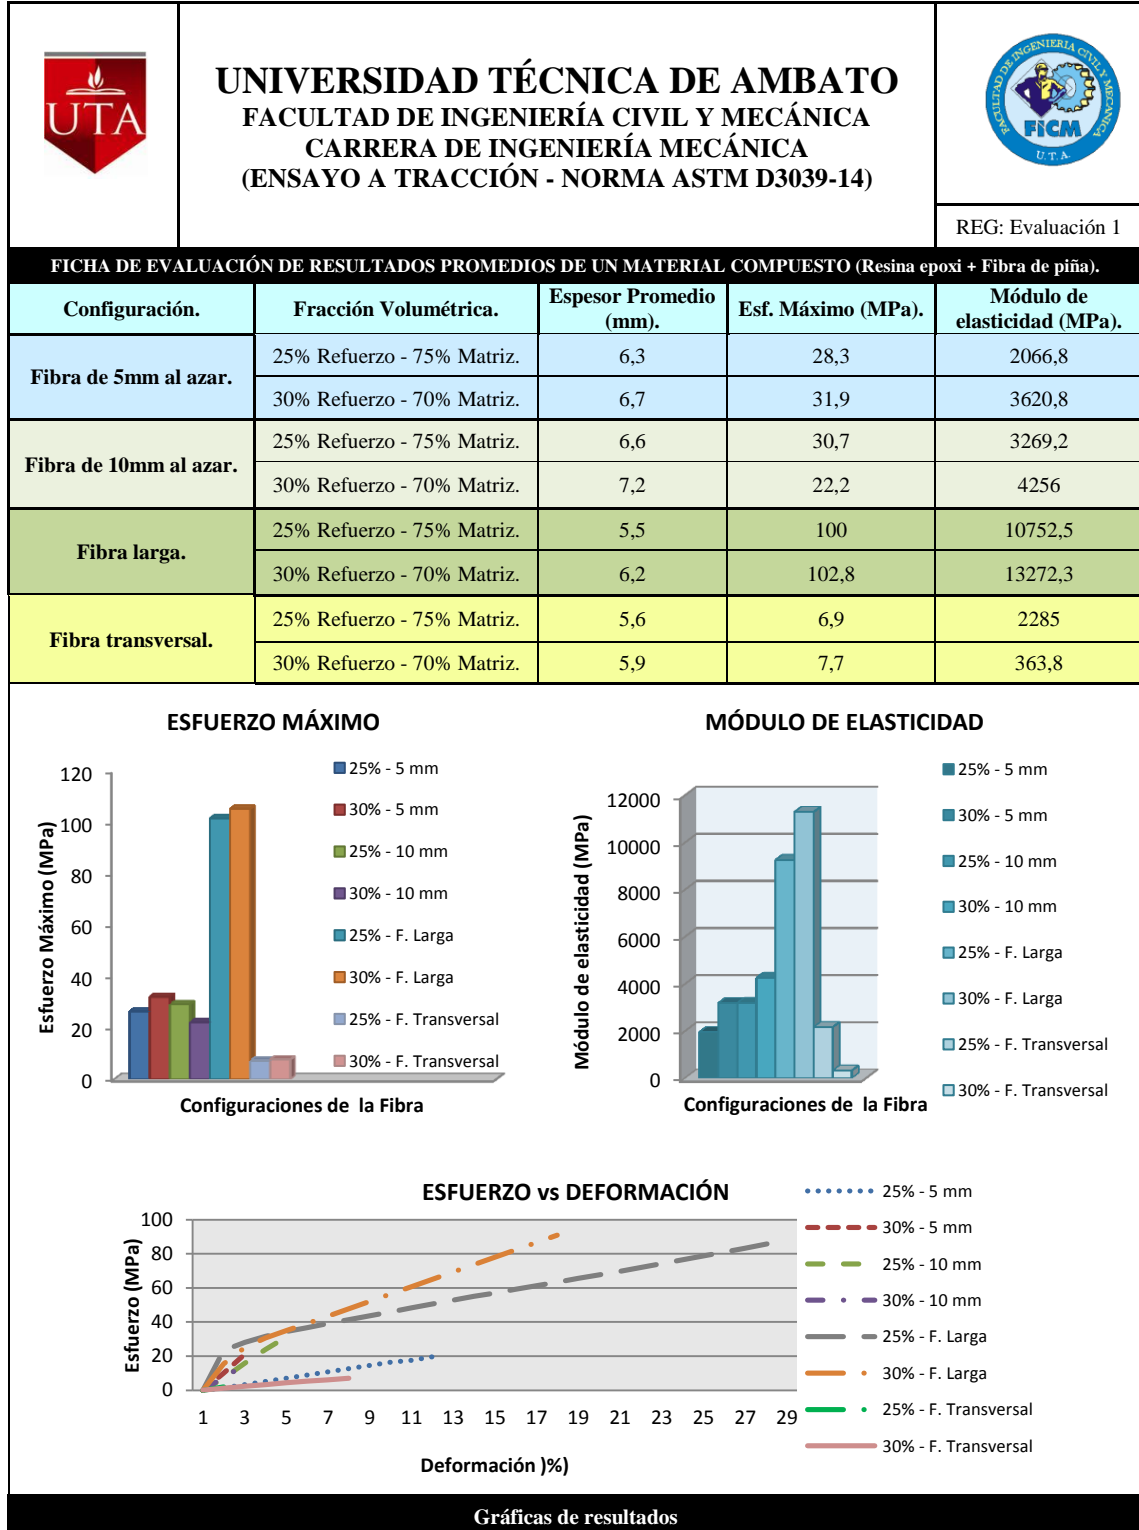 UTA
UNIVERSIDAD TÉCNICA DE AMBATO
FACULTAD DE INGENIERÍA CIVIL Y MECÁNICA
CARRERA DE INGENIERÍA MECÁNICA
(ENSAYO A TRACCIÓN - NORMA ASTM D3039-14)
FACULTAD DE INGENIERIA CIVIL Y MECANICA
FICM
U.T.A.
REG: Evaluación 1
FICHA DE EVALUACIÓN DE RESULTADOS PROMEDIOS DE UN MATERIAL COMPUESTO (Resina epoxi + Fibra de piña).
Configuración. Fracción Volumétrica. Espesor Promedio (mm). Esf. Máximo (MPa). Módulo de elasticidad (MPa).
Fibra de 5mm al azar.
25% Refuerzo - 75% Matriz. 6,3 28,3 2066,8
30% Refuerzo - 70% Matriz. 6,7 31,9 3620,8
Fibra de 10mm al azar.
25% Refuerzo - 75% Matriz. 6,6 30,7 3269,2
30% Refuerzo - 70% Matriz. 7,2 22,2 4256
Fibra larga.
25% Refuerzo - 75% Matriz. 5,5 100 10752,5
30% Refuerzo - 70% Matriz. 6,2 102,8 13272,3
Fibra transversal.
25% Refuerzo - 75% Matriz. 5,6 6,9 2285
30% Refuerzo - 70% Matriz. 5,9 7,7 363,8
ESFUERZO MÁXIMO
Esfuerzo Máximo (MPa)
120
100
80
60
40
20
0
Configuraciones de la Fibra
25% - 5 mm
30% - 5 mm
25% - 10 mm
30% - 10 mm
25% - F. Larga
30% - F. Larga
25% - F. Transversal
30% - F. Transversal
MÓDULO DE ELASTICIDAD
Módulo de elasticidad (MPa)
12000
10000
8000
6000
4000
2000
0
Configuraciones de la Fibra
25% - 5 mm
30% - 5 mm
25% - 10 mm
30% - 10 mm
25% - F. Larga
30% - F. Larga
25% - F. Transversal
30% - F. Transversal
ESFUERZO vs DEFORMACIÓN
Esfuerzo (MPa)
100
80
60
40
20
0
1 3 5 7 9 11 13 15 17 19 21 23 25 27 29
Deformación )%)
25% - 5 mm
30% - 5 mm
25% - 10 mm
30% - 10 mm
25% - F. Larga
30% - F. Larga
25% - F. Transversal
30% - F. Transversal
Gráficas de resultados